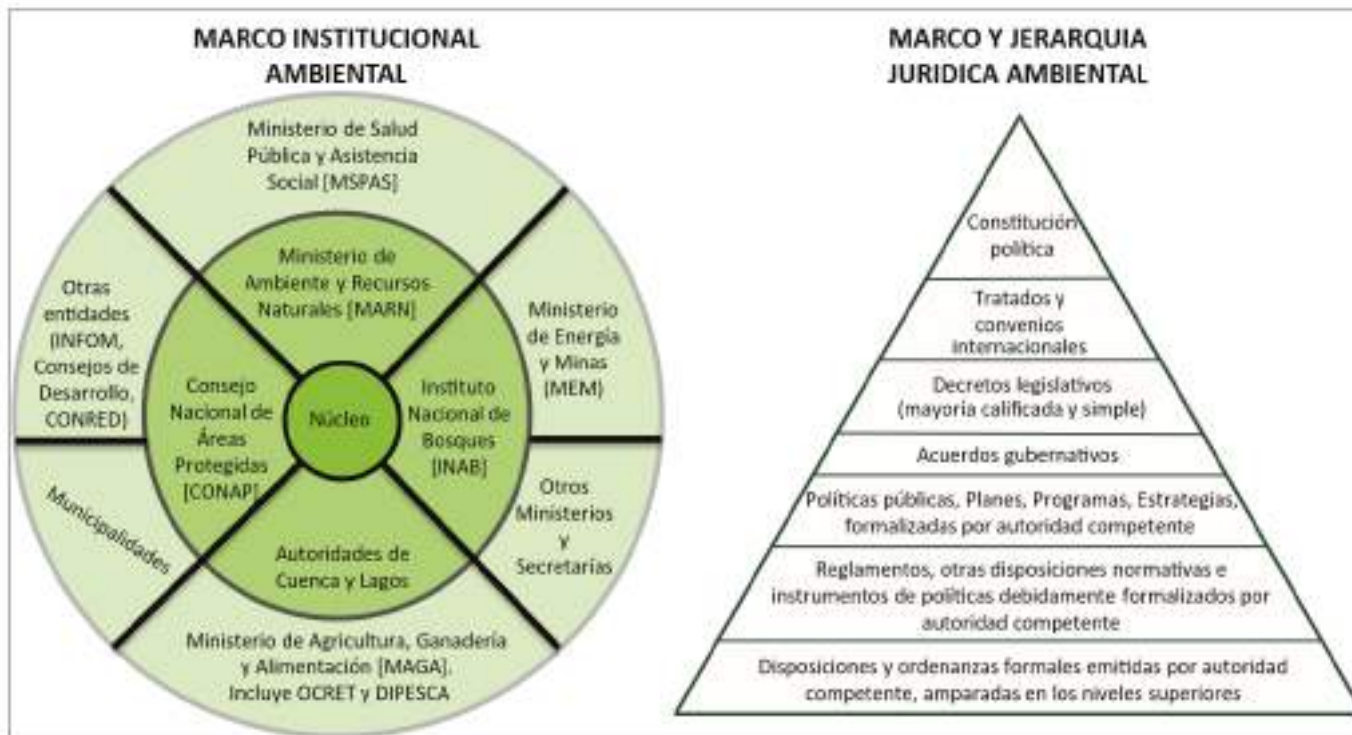 MARCO INSTITUCIONAL
AMBIENTAL
Ministerio de Salud
Pública y Asistencia
Social [MSPAS]
Ministerio de
Ambiente y Recursos
Naturales [MARN]
Otras
entidades
(INFOM,
Consejos de
Desarrollo,
CONRED)
Ministerio
de Energía
y Minas
(MEM)
Consejo
Nacional de
Áreas
Protegidas
[CONAP]
Núcleo
Instituto
Nacional de
Bosques
[INAB]
Municipalidades
Otros
Ministerios
y
Secretarías
Autoridades de
Cuenca y Lagos
Ministerio de Agricultura, Ganadería
y Alimentación [MAGA].
Incluye OCRET y DIPESCA
MARCO Y JERARQUIA
JURIDICA AMBIENTAL
Constitución
política
Tratados y
convenios
internacionales
Decretos legislativos
(mayoría calificada y simple)
Acuerdos gubernativos
Políticas públicas, Planes, Programas, Estrategias,
formalizadas por autoridad competente
Reglamentos, otras disposiciones normativas e
instrumentos de políticas debidamente formalizados por
autoridad competente
Disposiciones y ordenanzas formales emitidas por autoridad
competente, amparadas en los niveles superiores